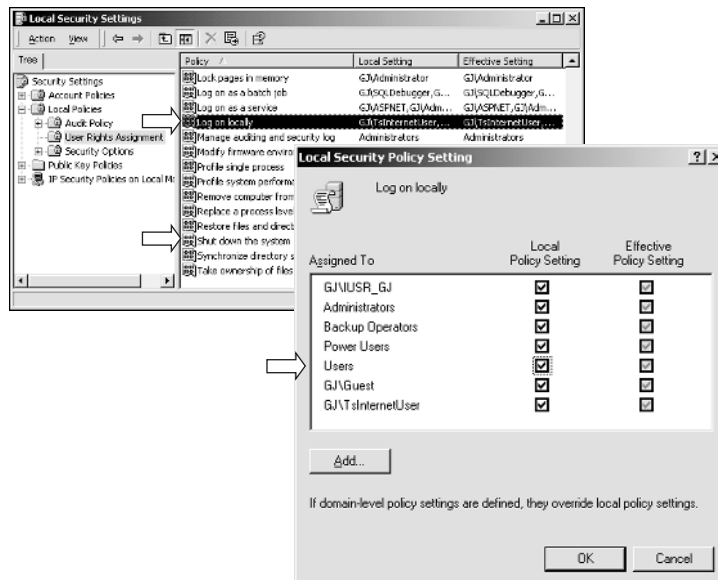 Local Security Settings
Action View
Tree
Policy Local Setting Effective Setting
Security Settings
Account Policies
Local Policies
Audit Policy
User Rights Assignment
Security Options
Public Key Policies
IP Security Policies on Local Ma
Lock pages in memory GJ\Administrator GJ\Administrator
Log on as a batch job GJ\SQLDebugger,G... GJ\SQLDebugger,G...
Log on as a service GJ\ASPNET,GJ\Adm... GJ\ASPNET,GJ\Adm...
Log on locally GJ\TsInternetUser,... GJ\TsInternetUser,...
Manage auditing and security log Administrators Administrators
Modify firmware enviro
Profile single process
Profile system performa
Remove computer from
Replace a process level
Restore files and direct
Shut down the system
Synchronize directory s
Take ownership of files
Local Security Policy Setting
Log on locally
Assigned To Local Policy Setting Effective Policy Setting
GJ\IUSR_GJ
Administrators
Backup Operators
Power Users
Users
GJ\Guest
GJ\TsInternetUser
Add...
If domain-level policy settings are defined, they override local policy settings.
OK Cancel